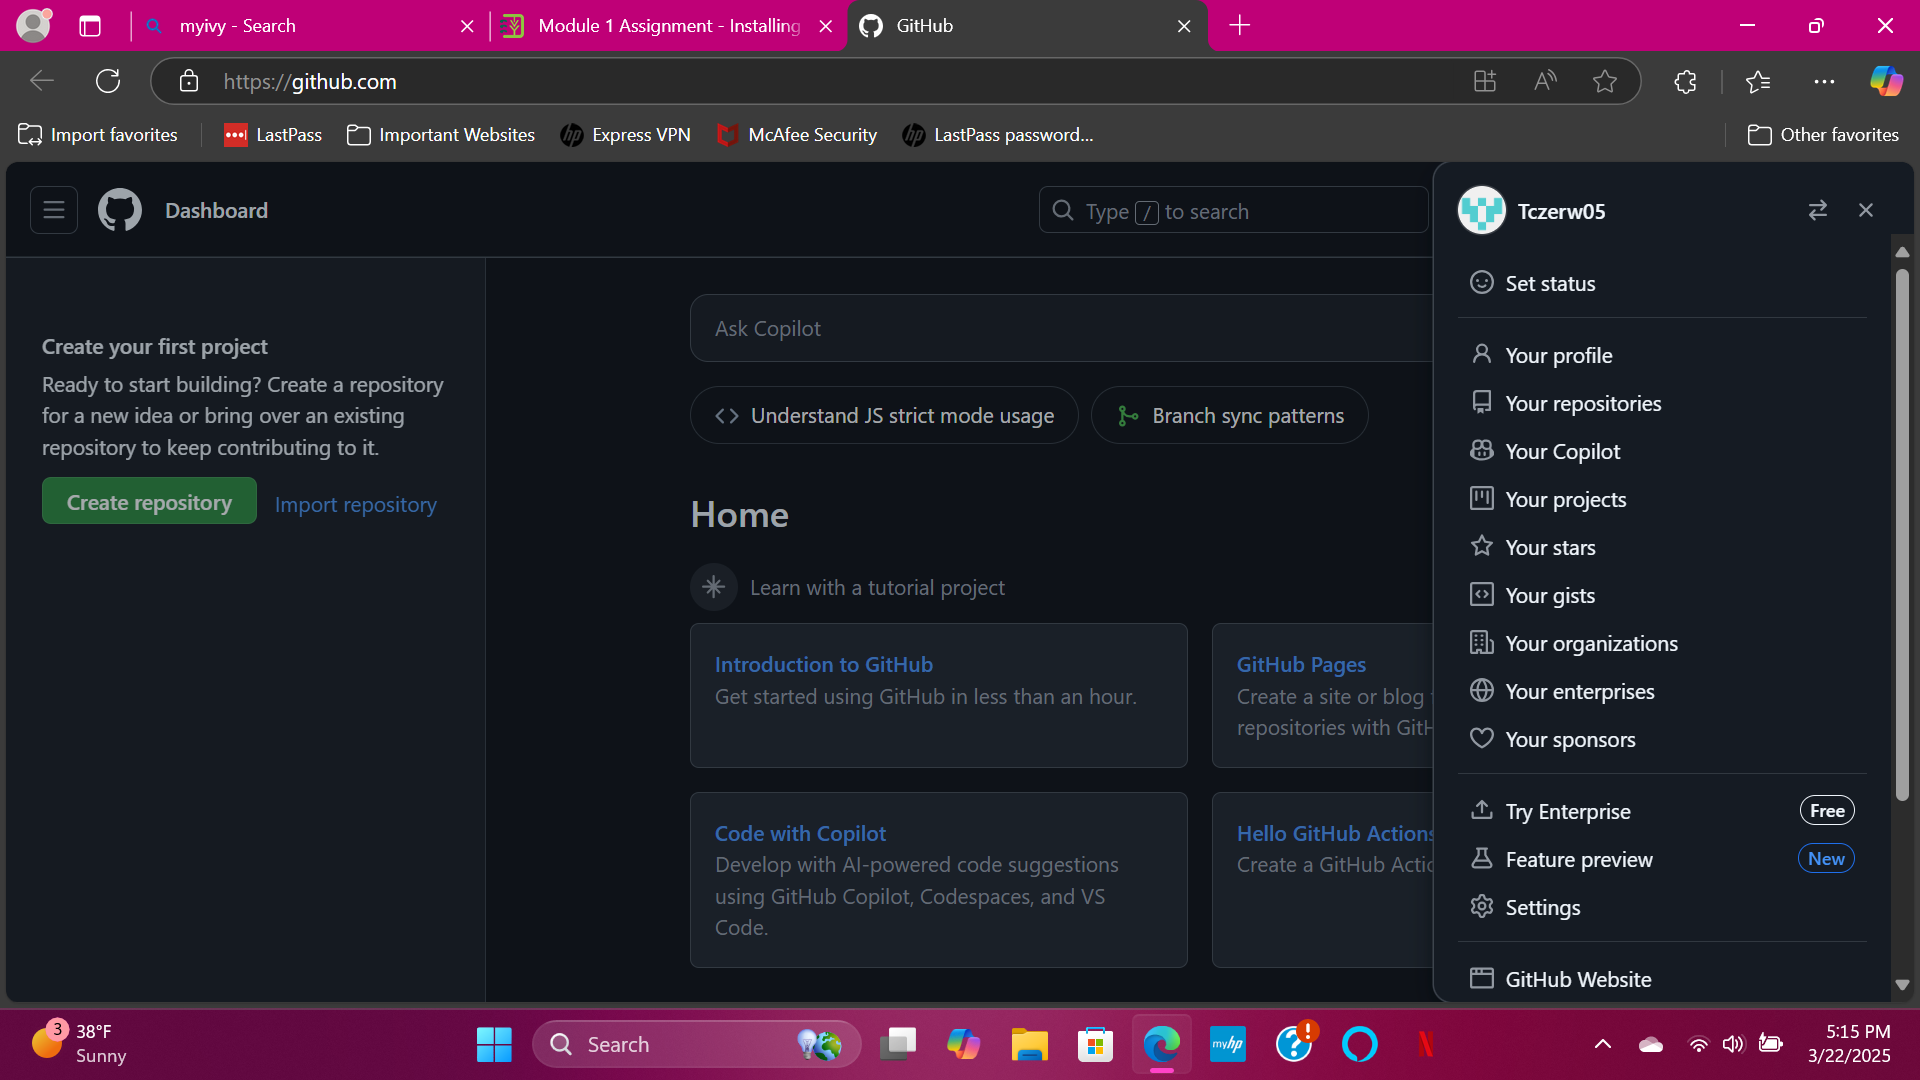 myivy - Search
Module 1 Assignment - Installing
GitHub
https://github.com
Import favorites
LastPass
Important Websites
Express VPN
McAfee Security
LastPass password...
Other favorites
Dashboard
Type / to search
Tczerw05
Set status
Your profile
Your repositories
Your Copilot
Your projects
Your stars
Your gists
Your organizations
Your enterprises
Your sponsors
Try Enterprise
Free
Feature preview
New
Settings
GitHub Website
Create your first project
Ready to start building? Create a repository
for a new idea or bring over an existing
repository to keep contributing to it.
Create repository
Import repository
Ask Copilot
Understand JS strict mode usage
Branch sync patterns
Home
Learn with a tutorial project
Introduction to GitHub
Get started using GitHub in less than an hour.
GitHub Pages
Create a site or blog
repositories with GitH
Code with Copilot
Develop with AI-powered code suggestions
using GitHub Copilot, Codespaces, and VS
Code.
Hello GitHub Actions
Create a GitHub Actio
3
38°F
Sunny
Search
myhp
5:15 PM
3/22/2025